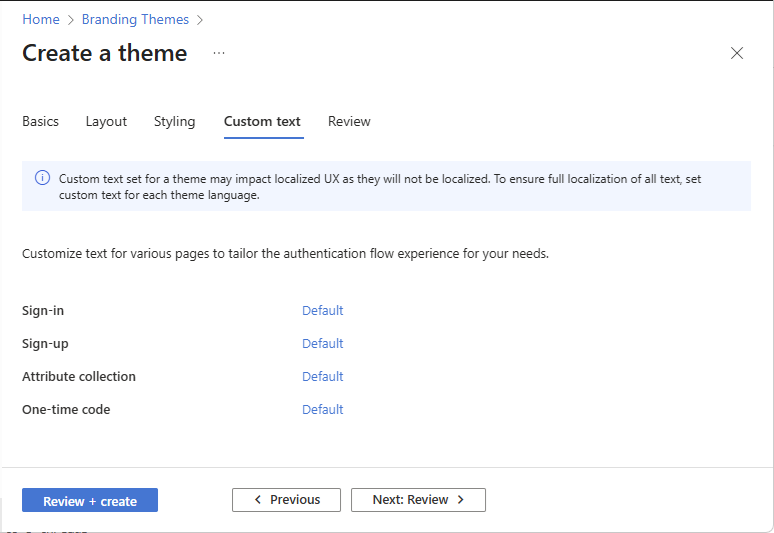 Home > Branding Themes >
Create a theme ...
Basics Layout Styling Custom text Review
Custom text set for a theme may impact localized UX as they will not be localized. To ensure full localization of all text, set
custom text for each theme language.
Customize text for various pages to tailor the authentication flow experience for your needs.
Sign-in Default
Sign-up Default
Attribute collection Default
One-time code Default
Review + create < Previous Next: Review >